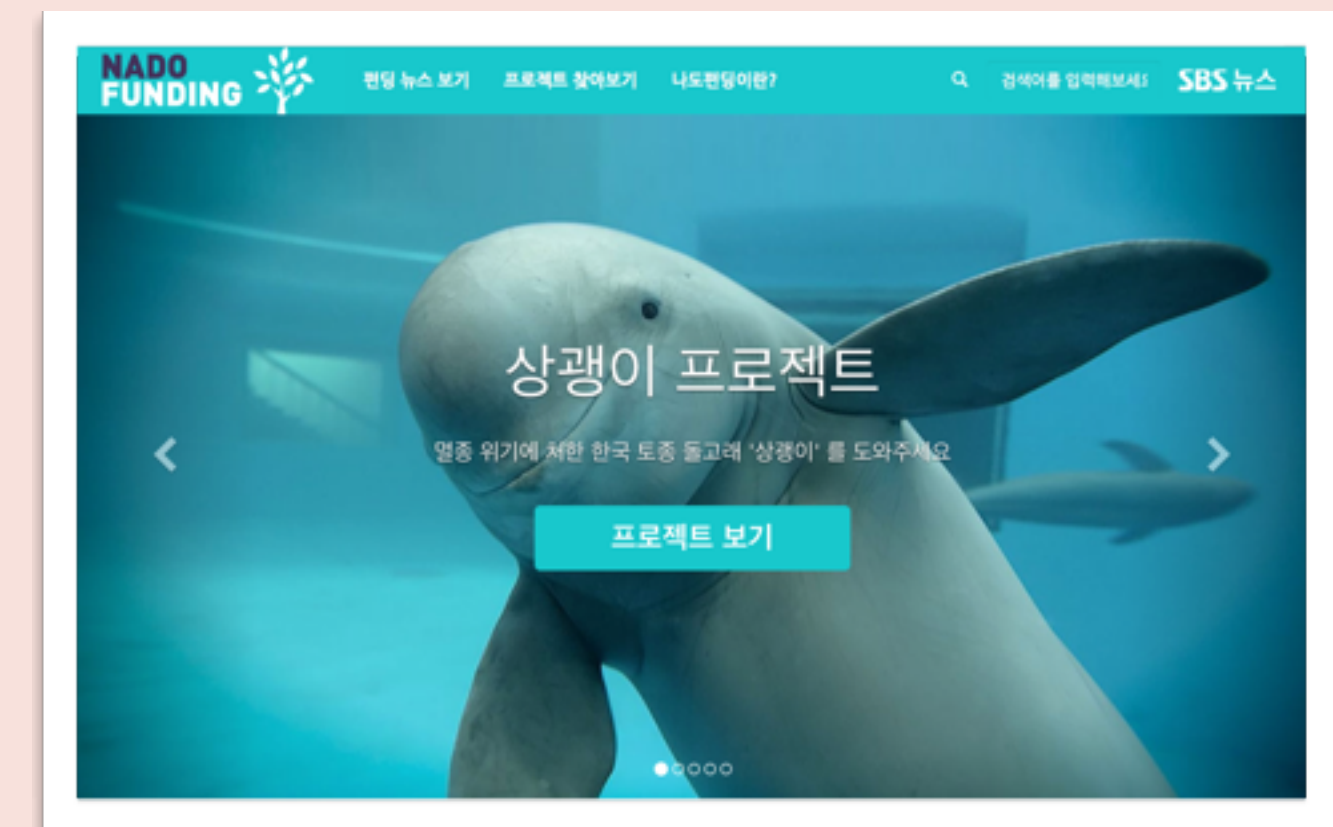 NADO
FUNDING
펀딩 뉴스 보기 프로젝트 찾아보기 나도펀딩이란? 검색어를 입력해보세요 SBS 뉴스
상괭이 프로젝트
멸종 위기에 처한 한국 토종 돌고래 '상괭이' 를 도와주세요
프로젝트 보기